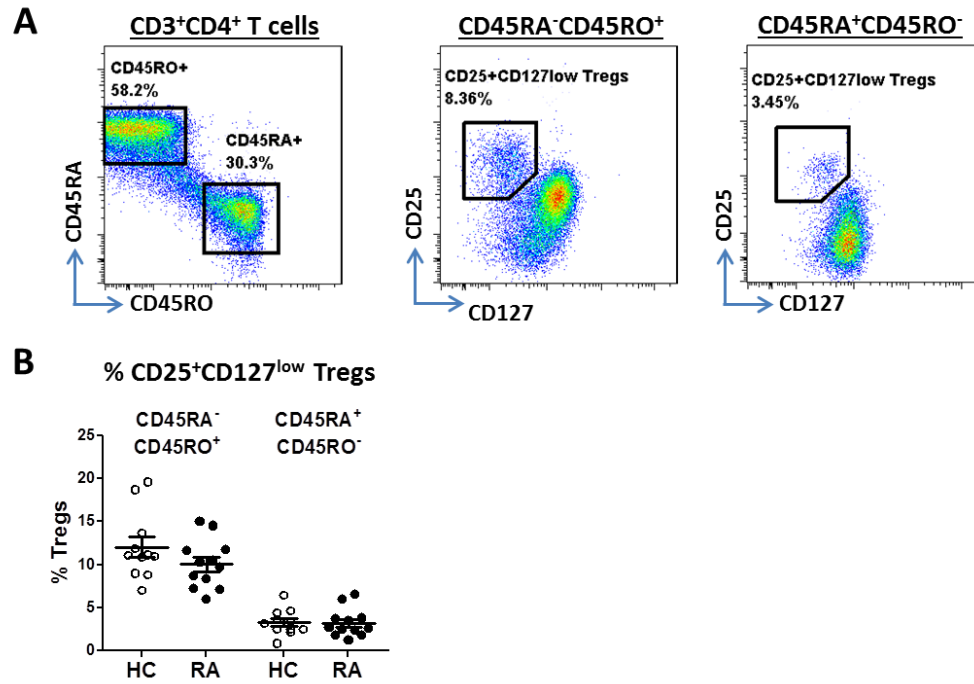 A
CD3⁺CD4⁺ T cells
CD45RA⁻CD45RO⁺
CD45RA⁺CD45RO⁻
CD45RO+
58.2%
CD45RA+
30.3%
CD45RA
CD45RO
CD25+CD127low Tregs
8.36%
CD25
CD127
CD25+CD127low Tregs
3.45%
CD25
CD127
B
% CD25⁺CD127ˡᵒʷ Tregs
CD45RA⁻
CD45RO⁺
CD45RA⁺
CD45RO⁻
% Tregs
25
20
15
10
5
0
HC
RA
HC
RA